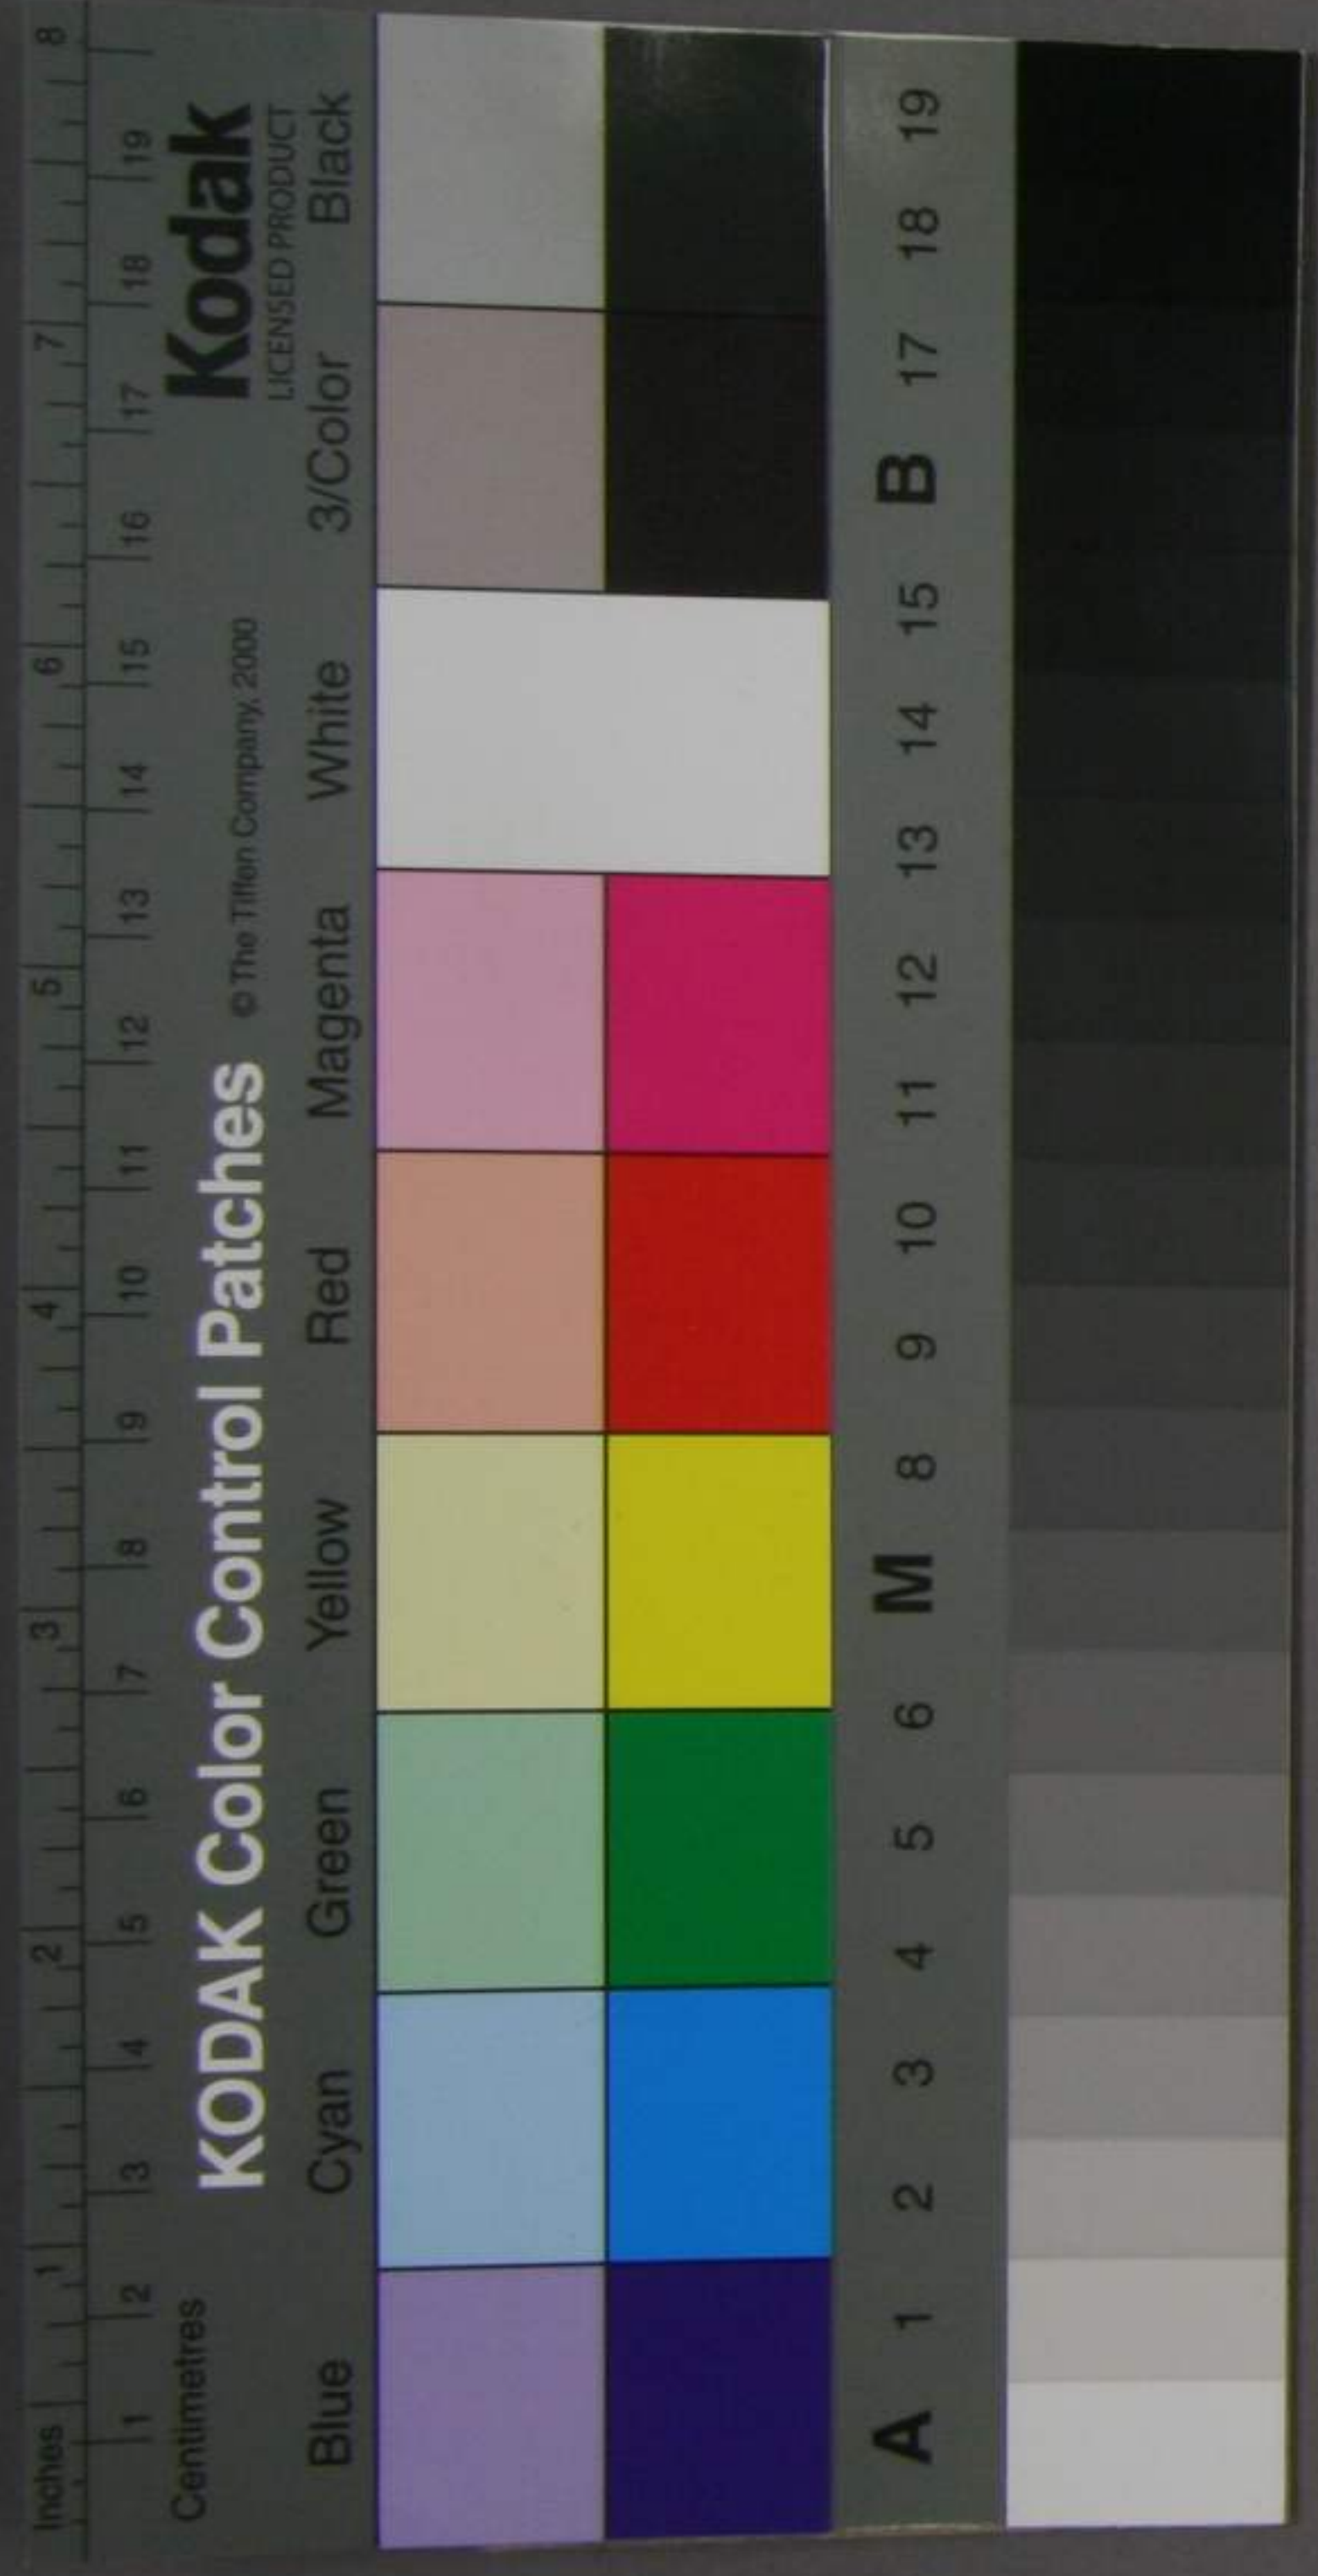 Inches 1 2 3 4 5 6 7 8
1 2 3 4 5 6 7 8 9 10 11 12 13 14 15 16 17 18 19
Centimetres
KODAK Color Control Patches © The Tiffen Company, 2000 Kodak
LICENSED PRODUCT
Blue Cyan Green Yellow Red Magenta White 3/Color Black
A 1 2 3 4 5 6 M 8 9 10 11 12 13 14 15 B 17 18 19